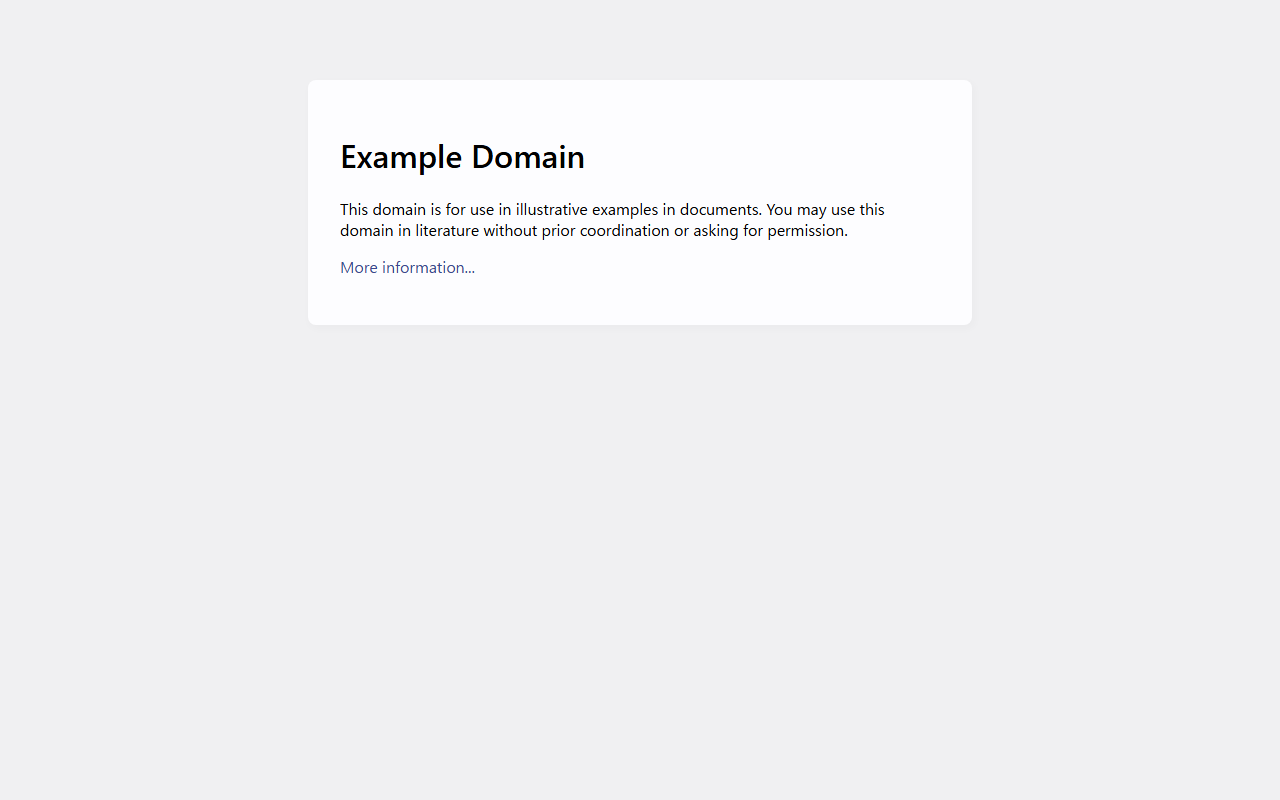 Example Domain
This domain is for use in illustrative examples in documents. You may use this
domain in literature without prior coordination or asking for permission.
More information...